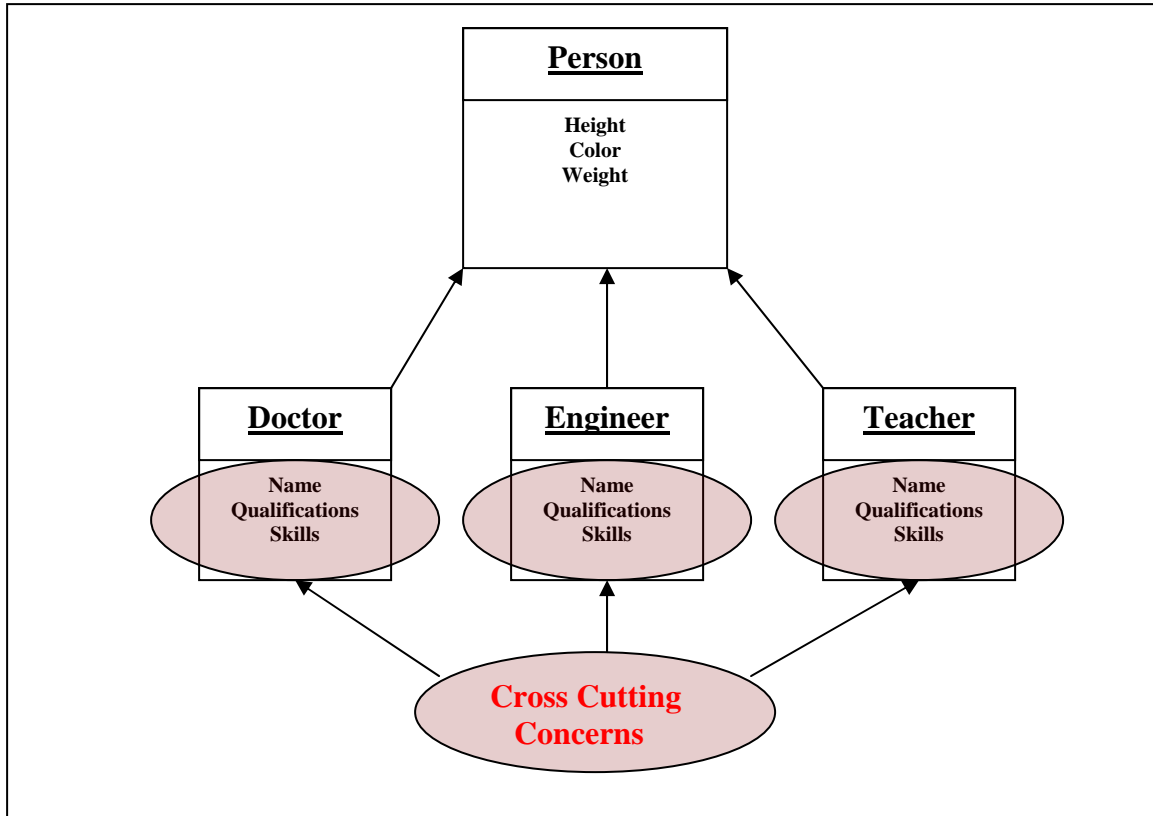 Person
Height
Color
Weight
Doctor
Name
Qualifications
Skills
Engineer
Name
Qualifications
Skills
Teacher
Name
Qualifications
Skills
Cross Cutting
Concerns